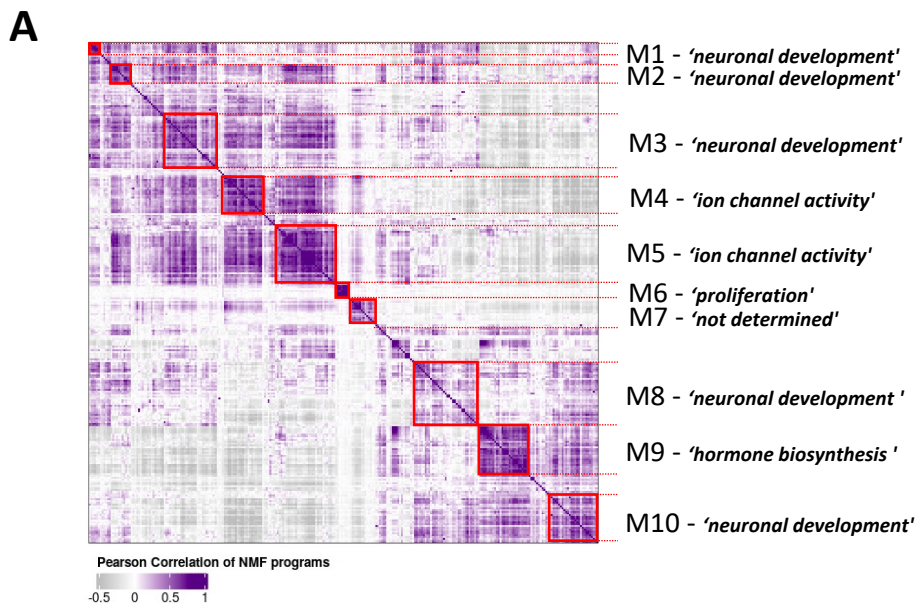 A
M1 - ‘neuronal development'
M2 - ‘neuronal development'
M3 - ‘neuronal development'
M4 - ‘ion channel activity'
M5 - ‘ion channel activity'
M6 - ‘proliferation'
M7 - ‘not determined'
M8 - ‘neuronal development '
M9 - ‘hormone biosynthesis '
M10 - ‘neuronal development'
Pearson Correlation of NMF programs
-0.5 0 0.5 1